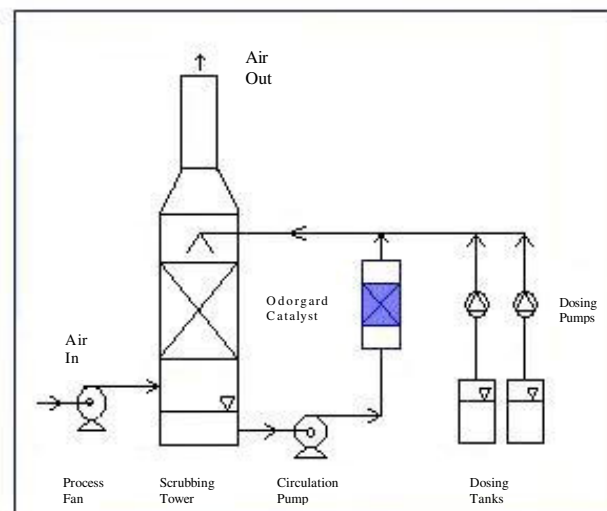 Air
Out
Odorgard
Catalyst
Dosing
Pumps
Air
In
Process
Fan
Scrubbing
Tower
Circulation
Pump
Dosing
Tanks